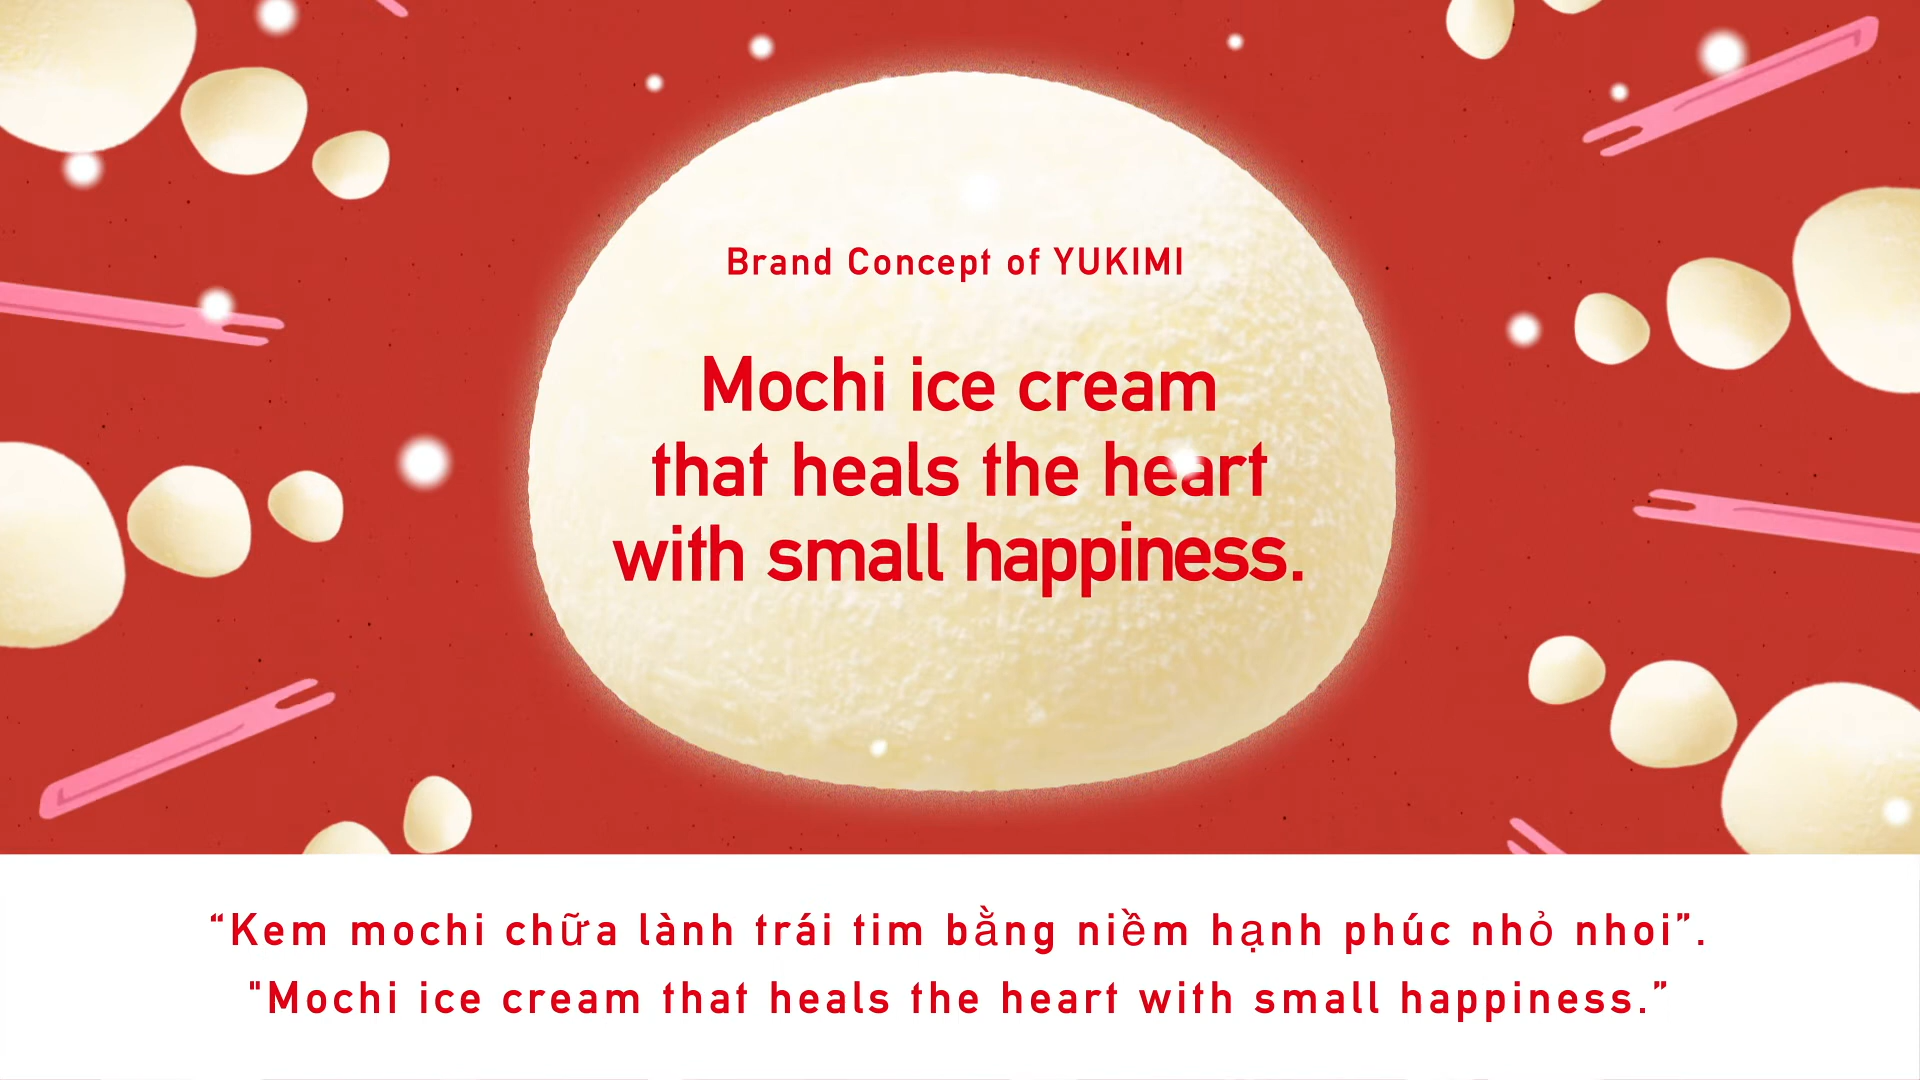 Brand Concept of YUKIMI
Mochi ice cream
that heals the heart
with small happiness.
“Kem mochi chữa lành trái tim bằng niềm hạnh phúc nhỏ nhoi”.
"Mochi ice cream that heals the heart with small happiness.”